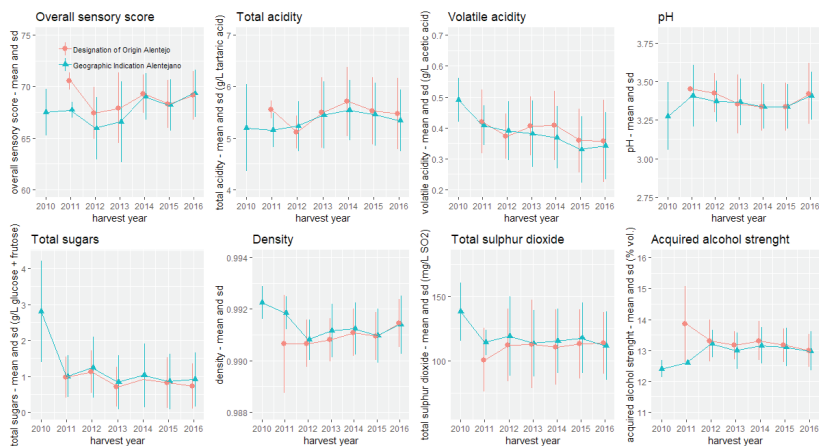 Overall sensory score
overall sensory score - mean and sd
75
70
65
60
Designation of Origin Alentejo
Geographic Indication Alentejano
2010 2011 2012 2013 2014 2015 2016
harvest year
Total acidity
total acidity - mean and sd (g/L tartaric acid)
7
6
5
4
2010 2011 2012 2013 2014 2015 2016
harvest year
Volatile acidity
volatile acidity - mean and sd (g/L acetic acid)
0.7
0.6
0.5
0.4
0.3
0.2
2010 2011 2012 2013 2014 2015 2016
harvest year
pH
pH - mean and sd
3.75
3.50
3.25
3.00
2.75
2010 2011 2012 2013 2014 2015 2016
harvest year
Total sugars
total sugars - mean and sd (g/L glucose + frutose)
4
3
2
1
0
2010 2011 2012 2013 2014 2015 2016
harvest year
Density
density - mean and sd
0.994
0.992
0.990
0.988
2010 2011 2012 2013 2014 2015 2016
harvest year
Total sulphur dioxide
total sulphur dioxide - mean and sd (mg/L SO2)
150
100
2010 2011 2012 2013 2014 2015 2016
harvest year
Acquired alcohol strenght
acquired alcohol strenght - mean and sd (% vol.)
16
15
14
13
12
11
2010 2011 2012 2013 2014 2015 2016
harvest year